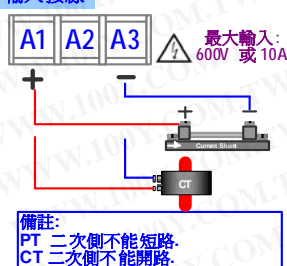 輸入接線
A1 A2 A3
最大輸入:
600V 或 10A
+ −
+ −
Current Shunt
CT
備註:
PT 二次側不能短路.
CT 二次側不能開路.